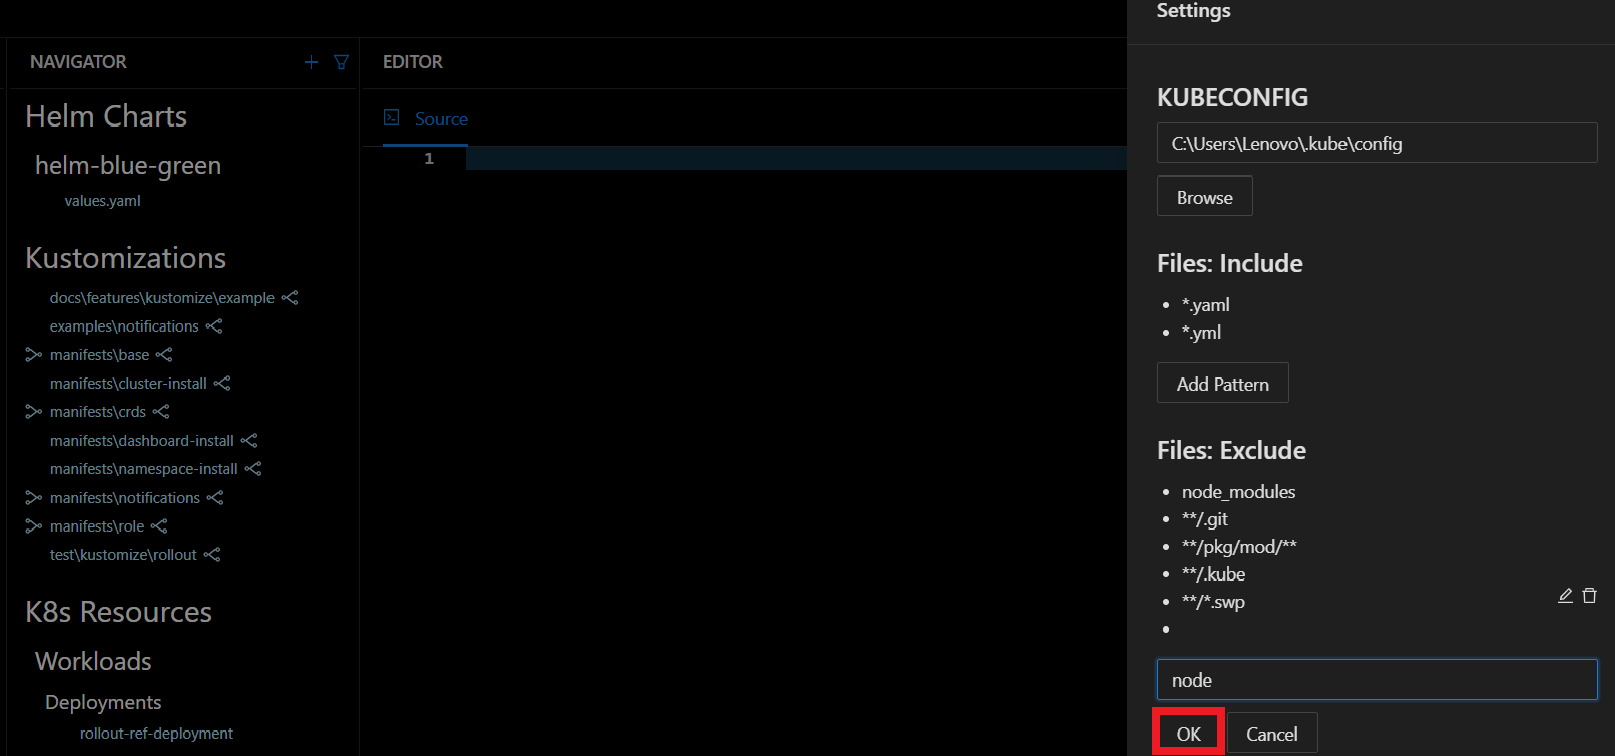 NAVIGATOR
Helm Charts
helm-blue-green
values.yaml
Kustomizations
docs\features\kustomize\example
examples\notifications
manifests\base
manifests\cluster-install
manifests\crds
manifests\dashboard-install
manifests\namespace-install
manifests\notifications
manifests\role
test\kustomize\rollout
K8s Resources
Workloads
Deployments
rollout-ref-deployment
EDITOR
Source
1
Settings
KUBECONFIG
C:\Users\Lenovo\.kube\config
Browse
Files: Include
• *.yaml
• *.yml
Add Pattern
Files: Exclude
• node_modules
• **/.git
• **/pkg/mod/**
• **/.kube
• **/*.swp
•
node
OK Cancel